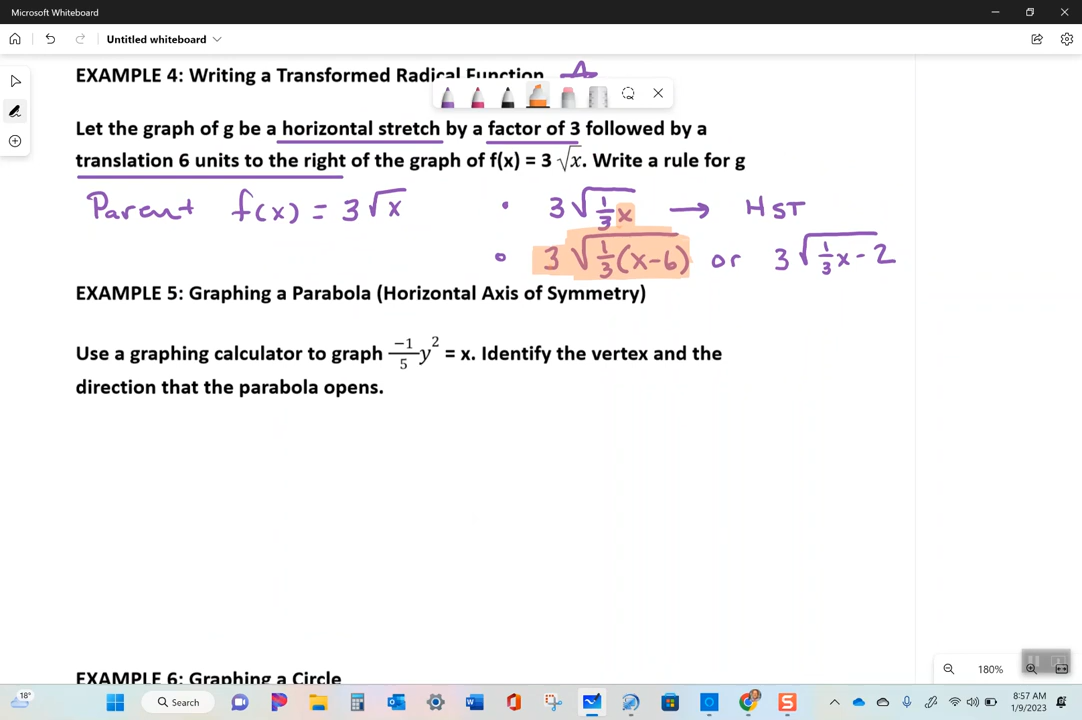 Microsoft Whiteboard
Untitled whiteboard
EXAMPLE 4: Writing a Transformed Radical Function
Let the graph of g be a horizontal stretch by a factor of 3 followed by a
translation 6 units to the right of the graph of f(x) = 3 √x. Write a rule for g
Parent f(x) = 3√x • 3√(1/3 x) → HST
• 3√(1/3(x-6)) or 3√(1/3 x-2)
EXAMPLE 5: Graphing a Parabola (Horizontal Axis of Symmetry)
Use a graphing calculator to graph -1/5 y² = x. Identify the vertex and the
direction that the parabola opens.
EXAMPLE 6: Graphing a Circle
180%
18°
Search
8:57 AM
1/9/2023